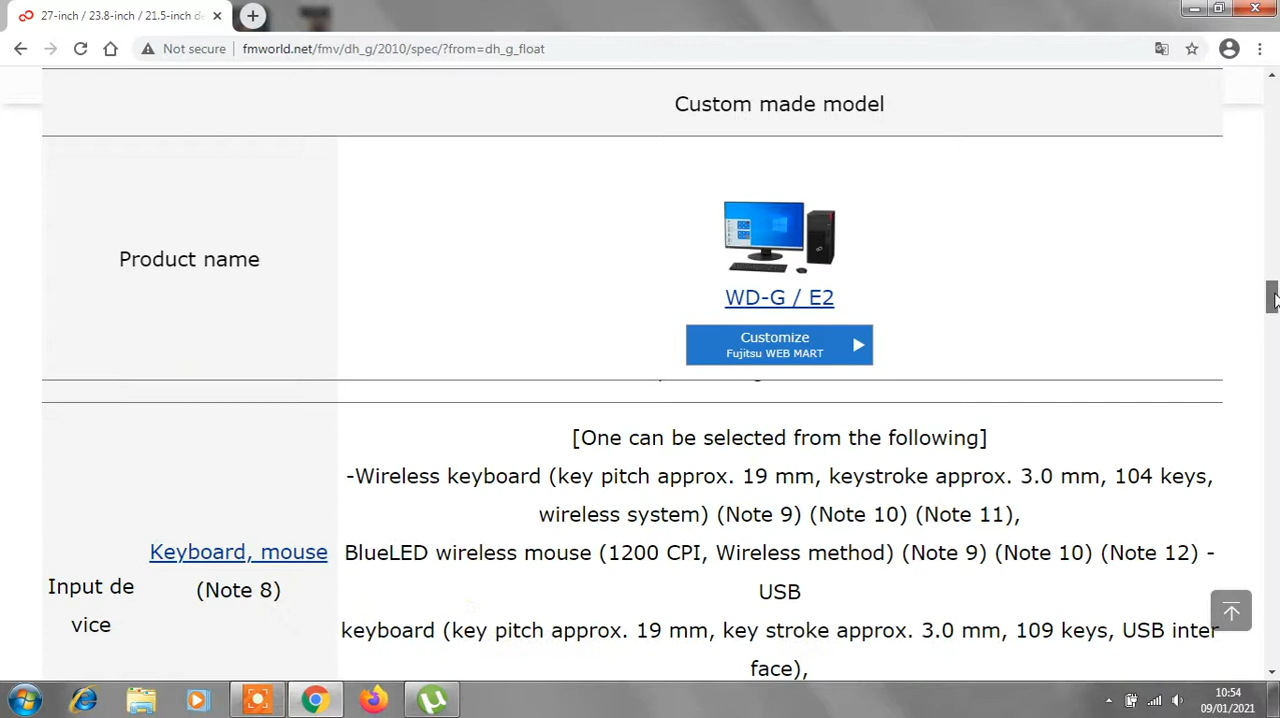 27-inch / 23.8-inch / 21.5-inch de
Not secure
fmworld.net/fmv/dh_g/2010/spec/?from=dh_g_float
Custom made model
Product name
WD-G / E2
Customize
Fujitsu WEB MART
[One can be selected from the following]
-Wireless keyboard (key pitch approx. 19 mm, keystroke approx. 3.0 mm, 104 keys,
wireless system) (Note 9) (Note 10) (Note 11),
Keyboard, mouse
BlueLED wireless mouse (1200 CPI, Wireless method) (Note 9) (Note 10) (Note 12) -
Input de
(Note 8)
USB
vice
keyboard (key pitch approx. 19 mm, key stroke approx. 3.0 mm, 109 keys, USB inter
face),
10:54
09/01/2021